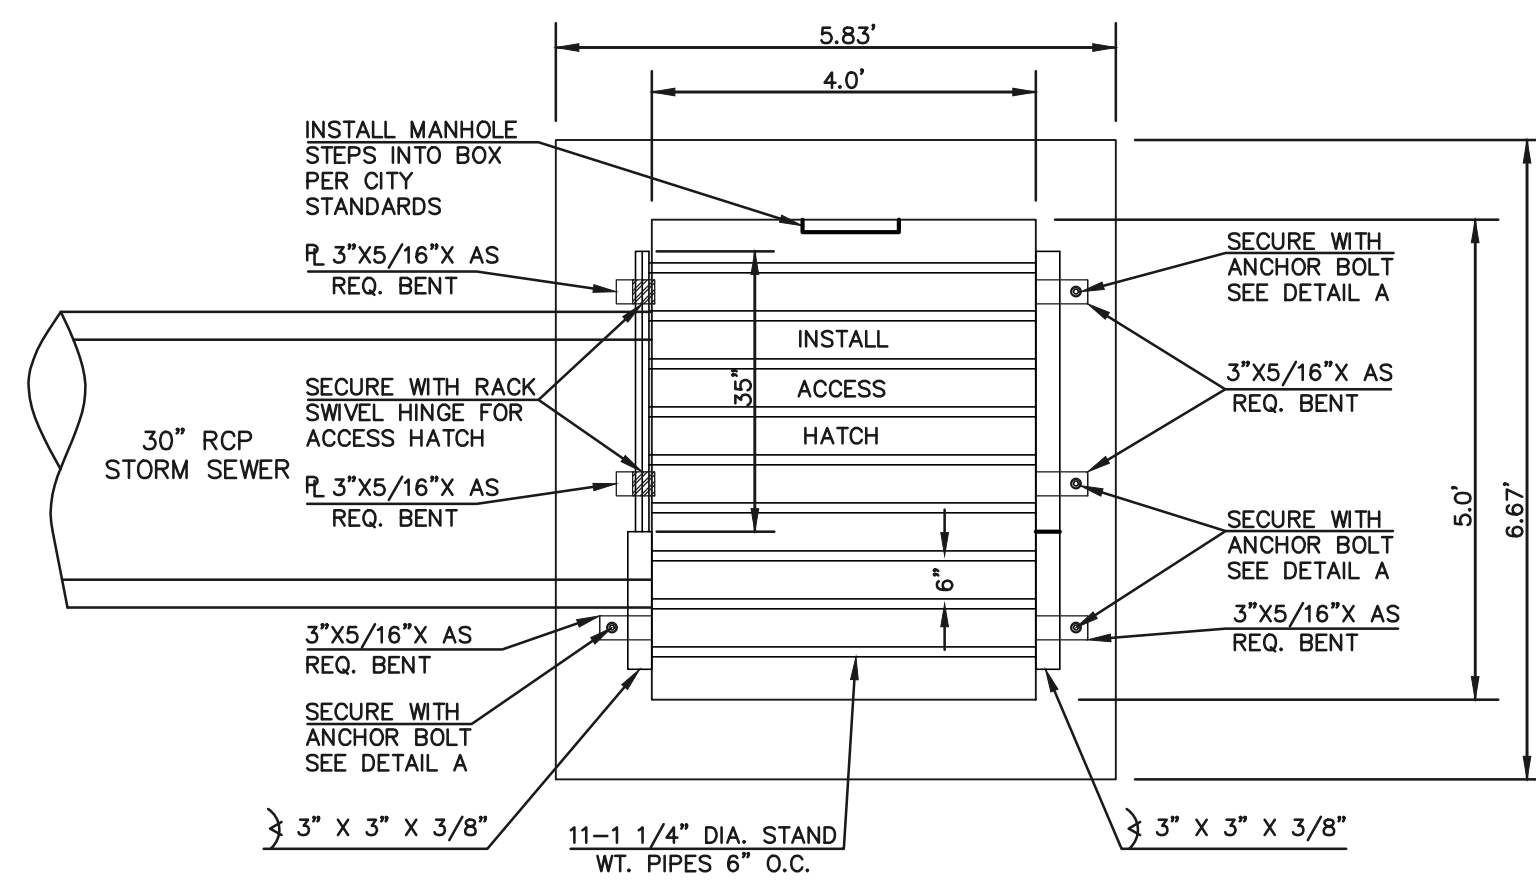 5.83'
4.0'
INSTALL MANHOLE
STEPS INTO BOX
PER CITY
STANDARDS
℄ 3"X5/16"X AS
REQ. BENT
SECURE WITH RACK
SWIVEL HINGE FOR
ACCESS HATCH
30" RCP
STORM SEWER
℄ 3"X5/16"X AS
REQ. BENT
3"X5/16"X AS
REQ. BENT
SECURE WITH
ANCHOR BOLT
SEE DETAIL A
3" X 3" X 3/8"
INSTALL
ACCESS
HATCH
35"
6"
11-1 1/4" DIA. STAND
WT. PIPES 6" O.C.
SECURE WITH
ANCHOR BOLT
SEE DETAIL A
3"X5/16"X AS
REQ. BENT
SECURE WITH
ANCHOR BOLT
SEE DETAIL A
3"X5/16"X AS
REQ. BENT
3" X 3" X 3/8"
5.0'
6.67'